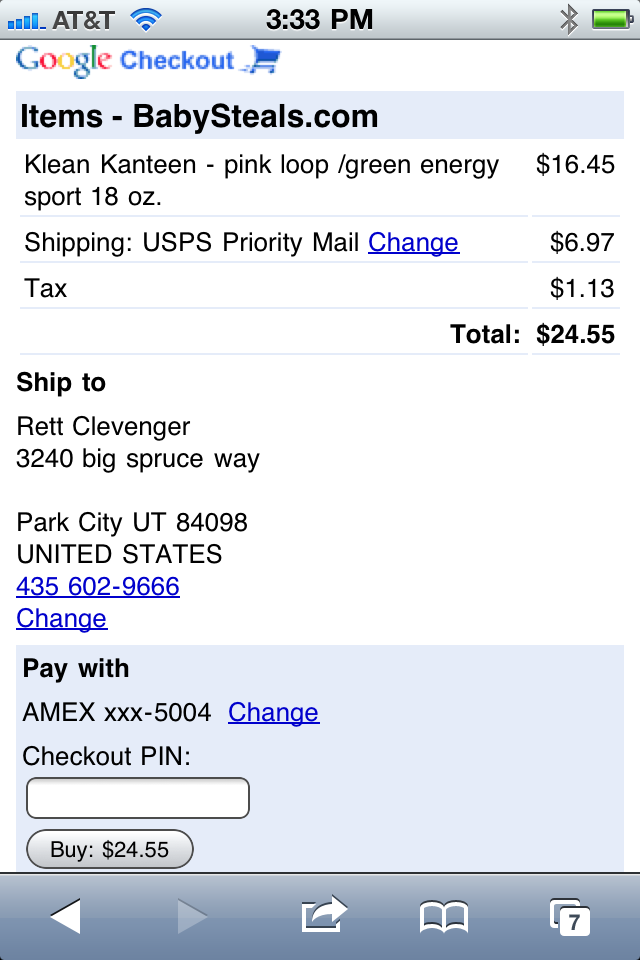 AT&T 3:33 PM
Google Checkout
Items - BabySteals.com
Klean Kanteen - pink loop /green energy $16.45
sport 18 oz.
Shipping: USPS Priority Mail Change $6.97
Tax $1.13
Total: $24.55
Ship to
Rett Clevenger
3240 big spruce way
Park City UT 84098
UNITED STATES
435 602-9666
Change
Pay with
AMEX xxx-5004 Change
Checkout PIN:
Buy: $24.55
7